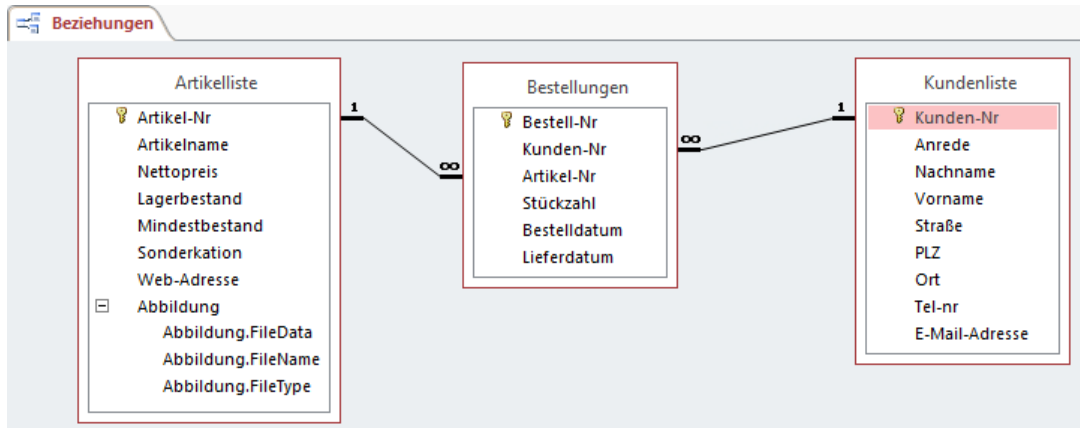 Beziehungen
Artikelliste
Artikel-Nr
Artikelname
Nettopreis
Lagerbestand
Mindestbestand
Sonderkation
Web-Adresse
Abbildung
Abbildung.FileData
Abbildung.FileName
Abbildung.FileType
1
∞
Bestellungen
Bestell-Nr
Kunden-Nr
Artikel-Nr
Stückzahl
Bestelldatum
Lieferdatum
∞
1
Kundenliste
Kunden-Nr
Anrede
Nachname
Vorname
Straße
PLZ
Ort
Tel-nr
E-Mail-Adresse